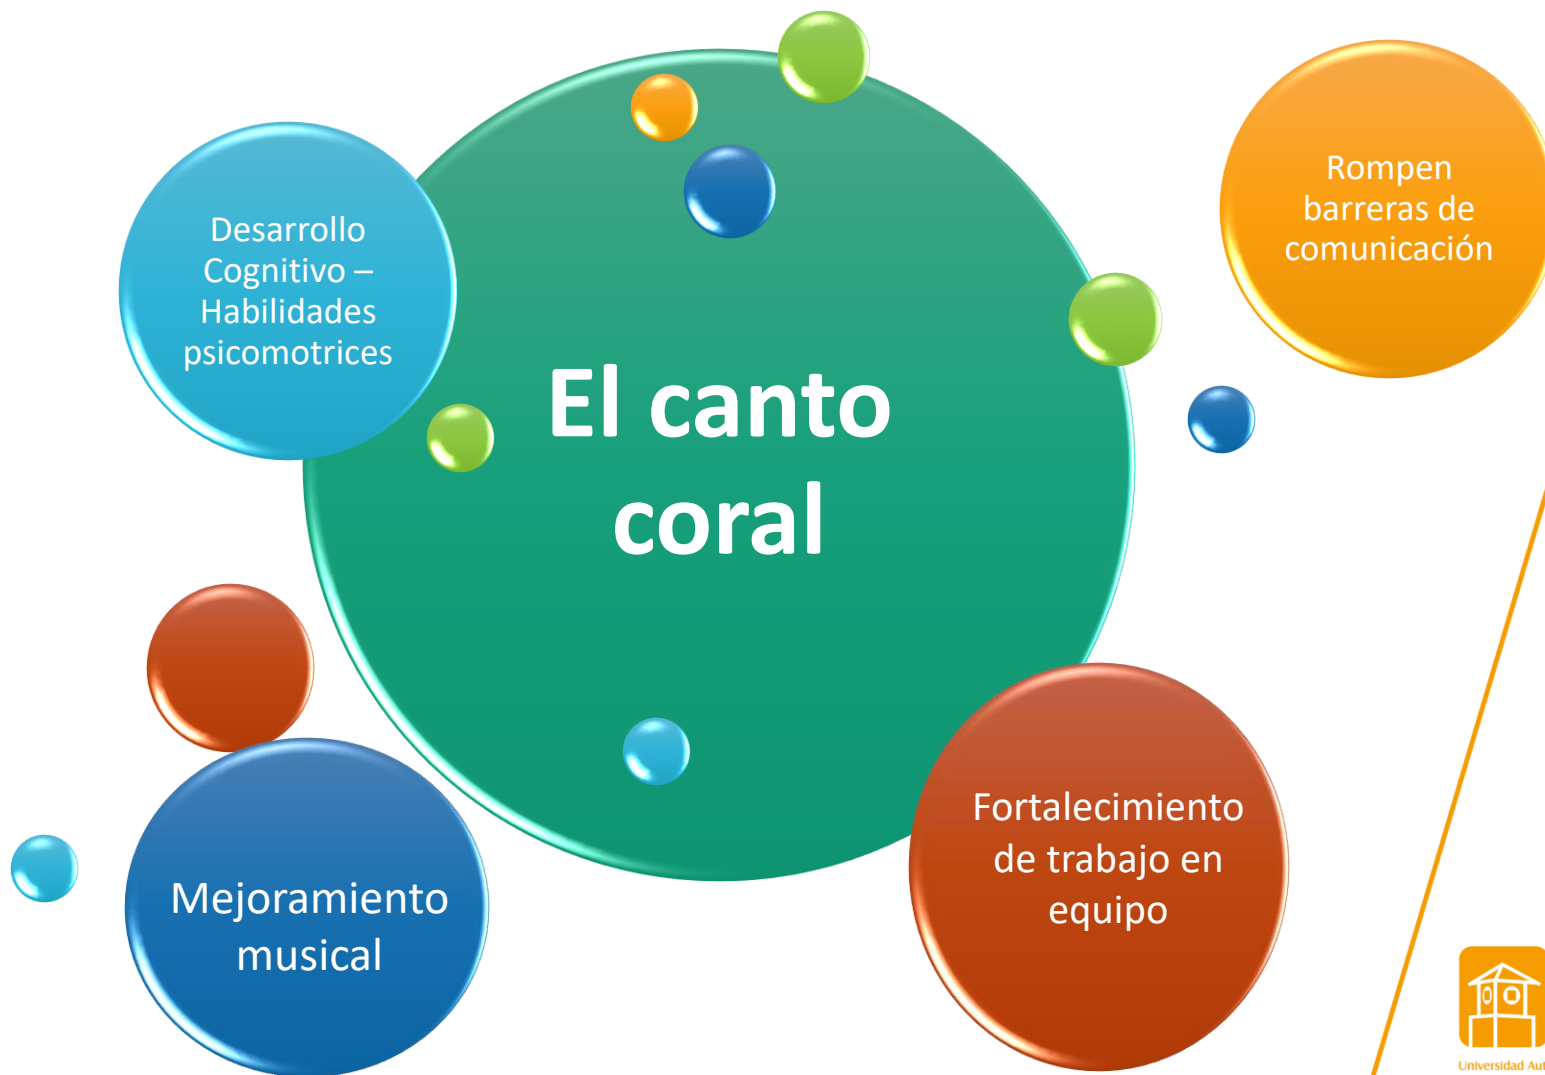 El canto
coral
Desarrollo
Cognitivo –
Habilidades
psicomotrices
Rompen
barreras de
comunicación
Mejoramiento
musical
Fortalecimiento
de trabajo en
equipo
Universidad